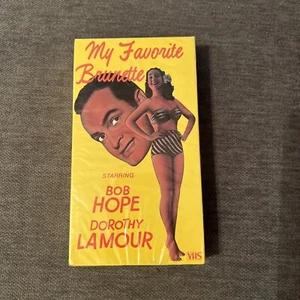 My Favorite
Brunette
STARRING
BOB
HOPE
DOROTHY
LAMOUR
VHS